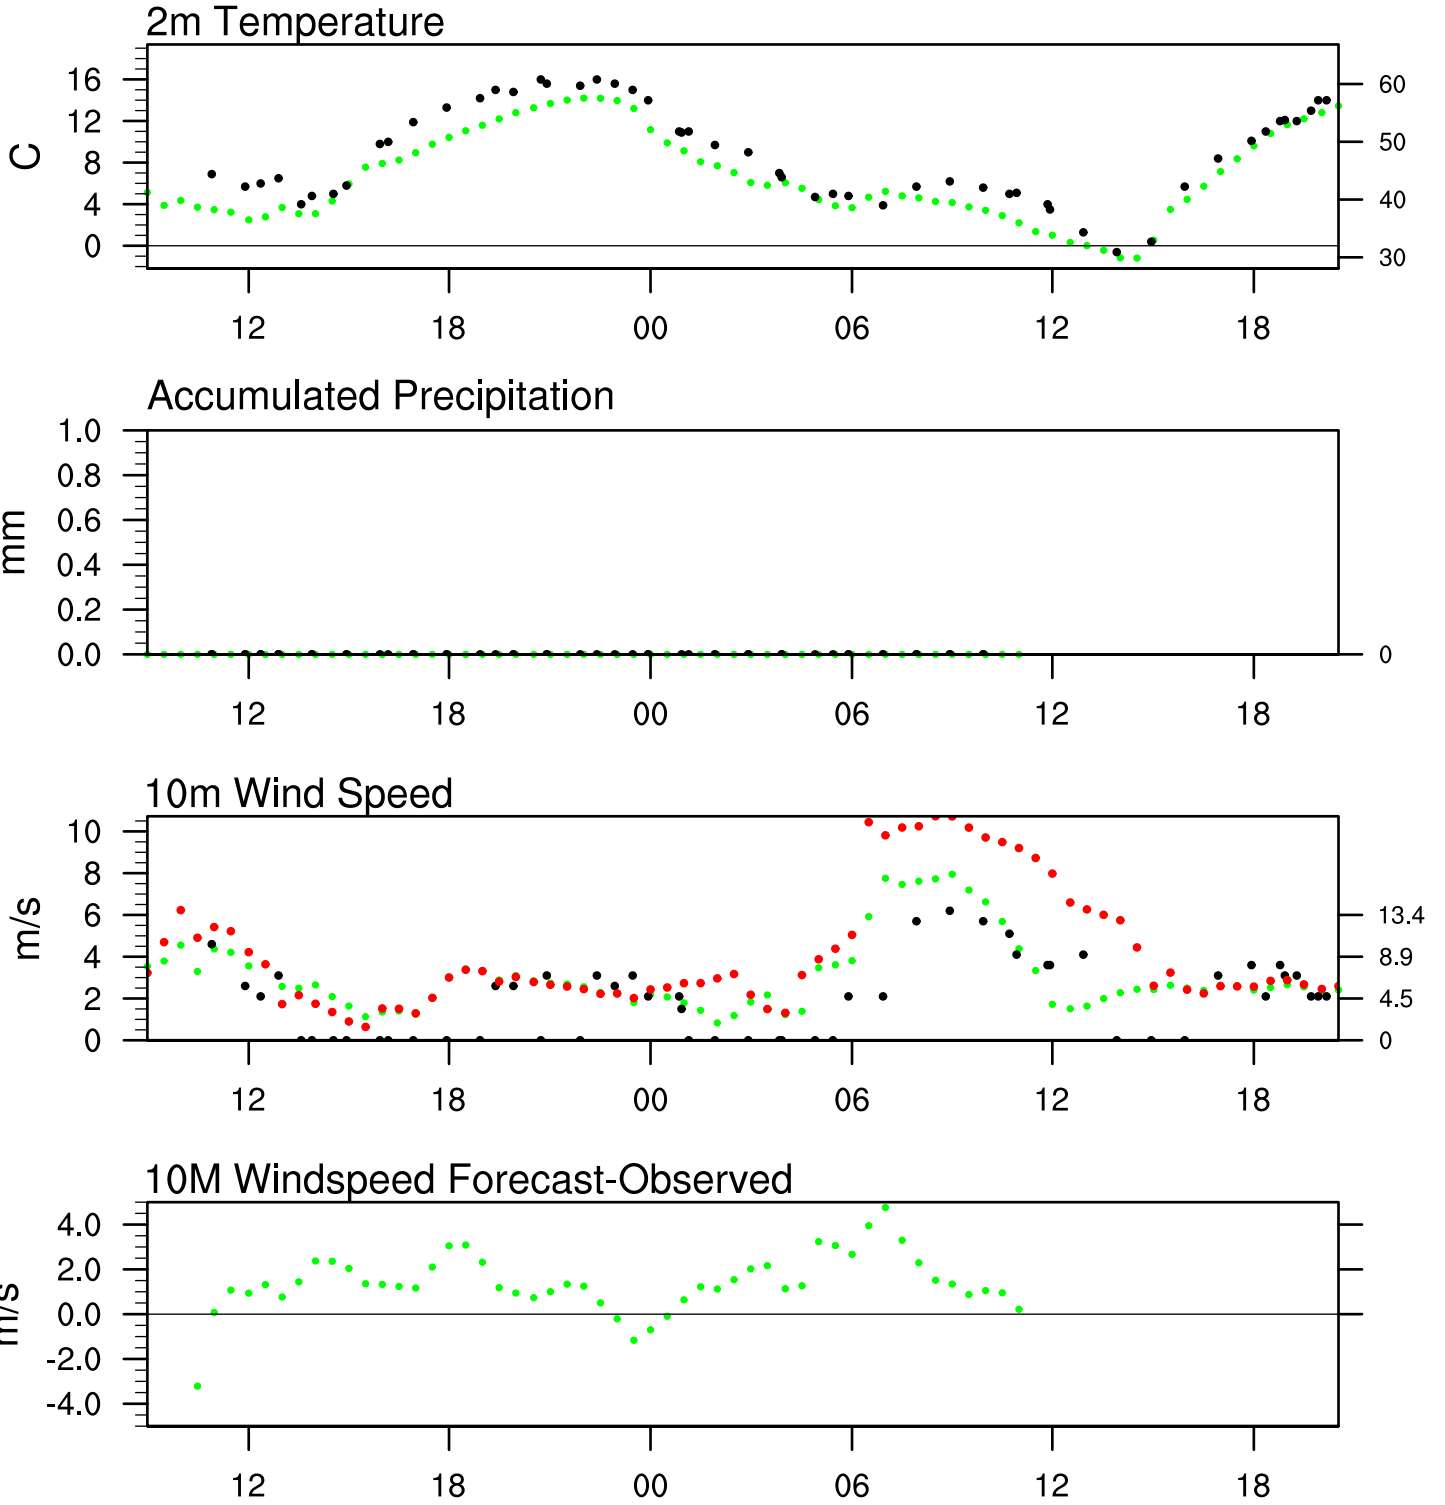 2m Temperature
16
12
8
4
0
C
60
50
40
30
12 18 00 06 12 18
Accumulated Precipitation
1.0
0.8
0.6
0.4
0.2
0.0
mm
0
12 18 00 06 12 18
10m Wind Speed
10
8
6
4
2
0
m/s
13.4
8.9
4.5
0
12 18 00 06 12 18
10M Windspeed Forecast-Observed
4.0
2.0
0.0
-2.0
-4.0
m/s
12 18 00 06 12 18